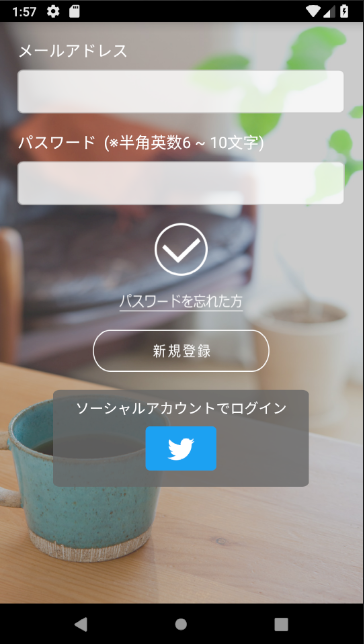 1:57
メールアドレス
パスワード (※半角英数6 ~ 10文字)
パスワードを忘れた方
新規登録
ソーシャルアカウントでログイン